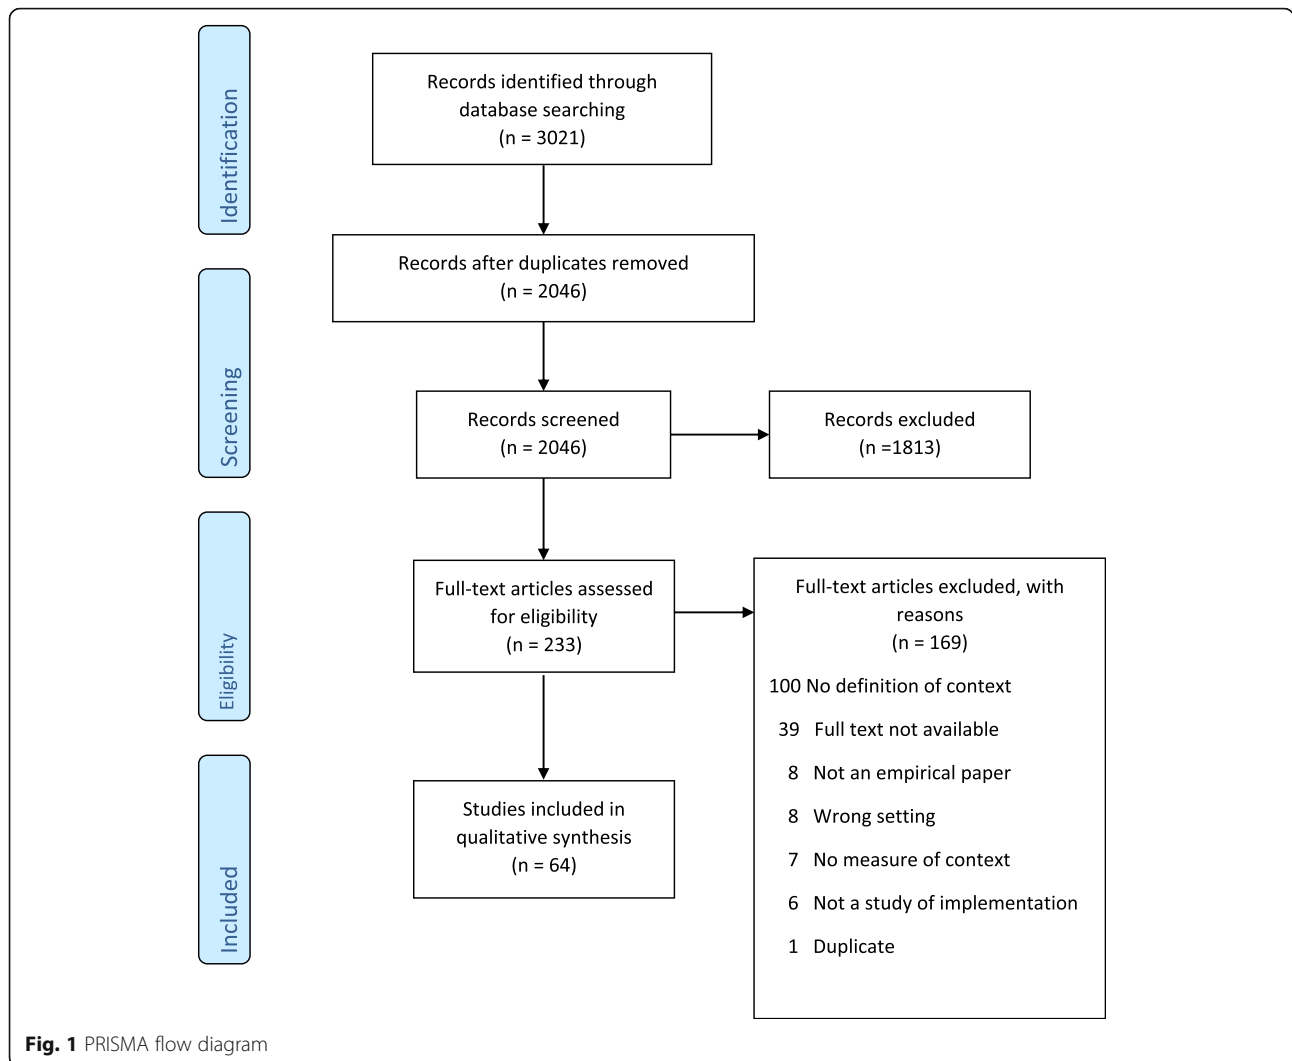 Identification
Records identified through
database searching
(n = 3021)
Records after duplicates removed
(n = 2046)
Screening
Records screened
(n = 2046)
Records excluded
(n =1813)
Eligibility
Full-text articles assessed
for eligibility
(n = 233)
Full-text articles excluded, with
reasons
(n = 169)
100 No definition of context
39 Full text not available
8 Not an empirical paper
8 Wrong setting
7 No measure of context
6 Not a study of implementation
1 Duplicate
Included
Studies included in
qualitative synthesis
(n = 64)
Fig. 1 PRISMA flow diagram